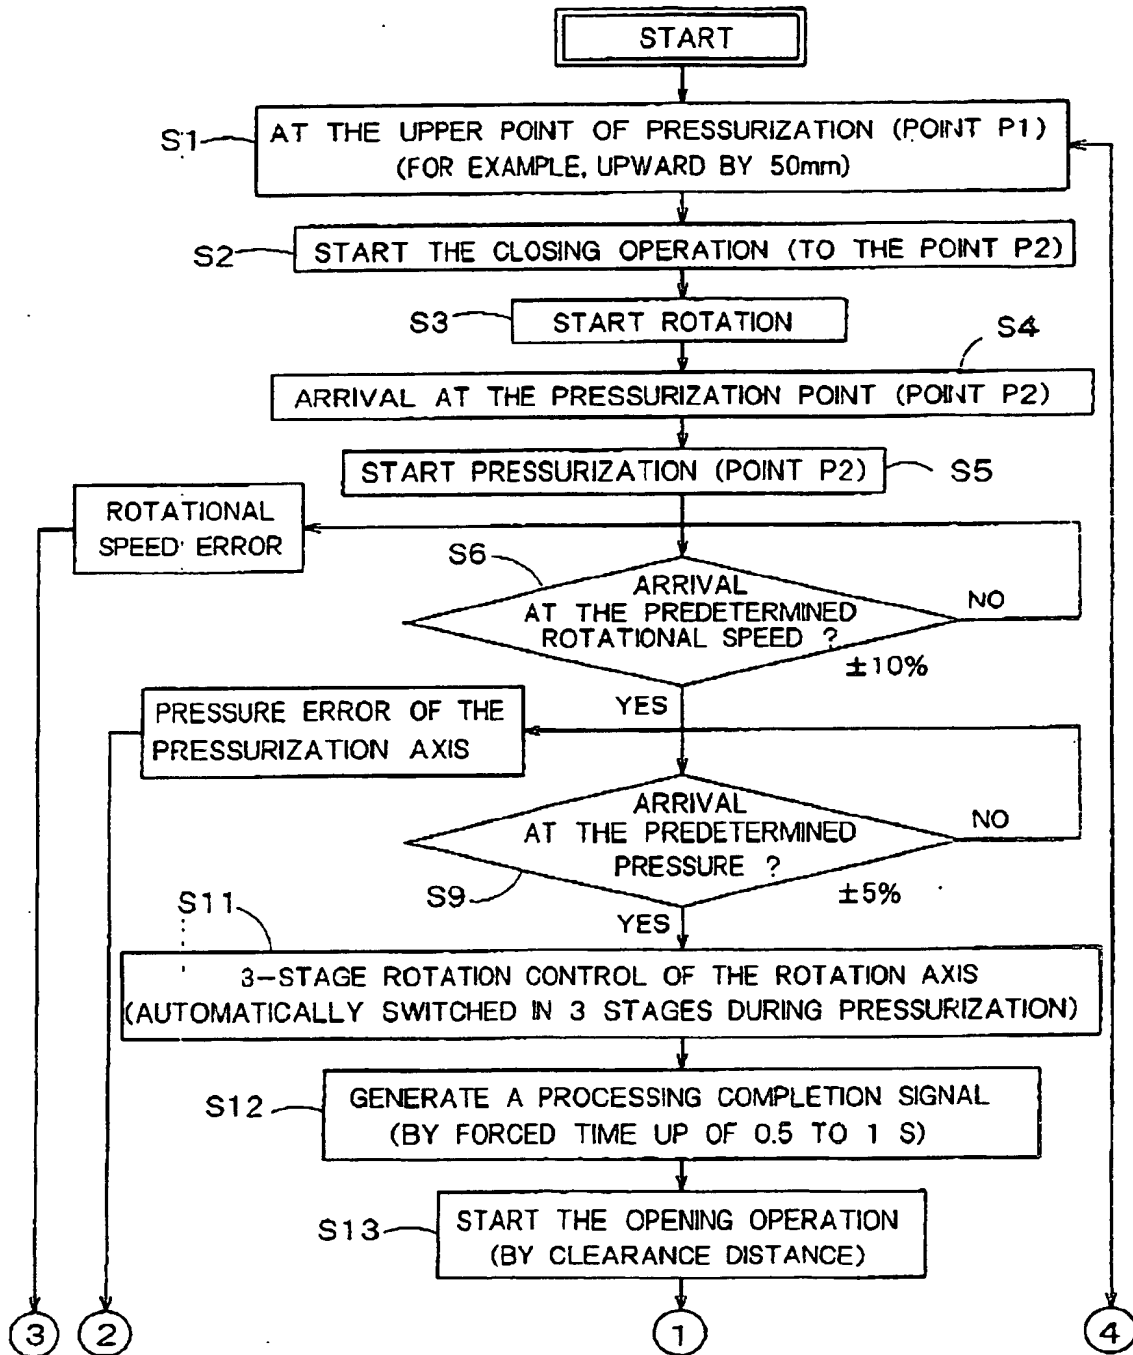 START
S1
AT THE UPPER POINT OF PRESSURIZATION (POINT P1)
(FOR EXAMPLE, UPWARD BY 50mm)
S2
START THE CLOSING OPERATION (TO THE POINT P2)
S3
START ROTATION
S4
ARRIVAL AT THE PRESSURIZATION POINT (POINT P2)
START PRESSURIZATION (POINT P2)
S5
ROTATIONAL
SPEED ERROR
S6
ARRIVAL
AT THE PREDETERMINED
ROTATIONAL SPEED ?
NO
±10%
YES
PRESSURE ERROR OF THE
PRESSURIZATION AXIS
ARRIVAL
AT THE PREDETERMINED
PRESSURE ?
NO
S9
±5%
YES
S11
3-STAGE ROTATION CONTROL OF THE ROTATION AXIS
(AUTOMATICALLY SWITCHED IN 3 STAGES DURING PRESSURIZATION)
S12
GENERATE A PROCESSING COMPLETION SIGNAL
(BY FORCED TIME UP OF 0.5 TO 1 S)
S13
START THE OPENING OPERATION
(BY CLEARANCE DISTANCE)
3
2
1
4